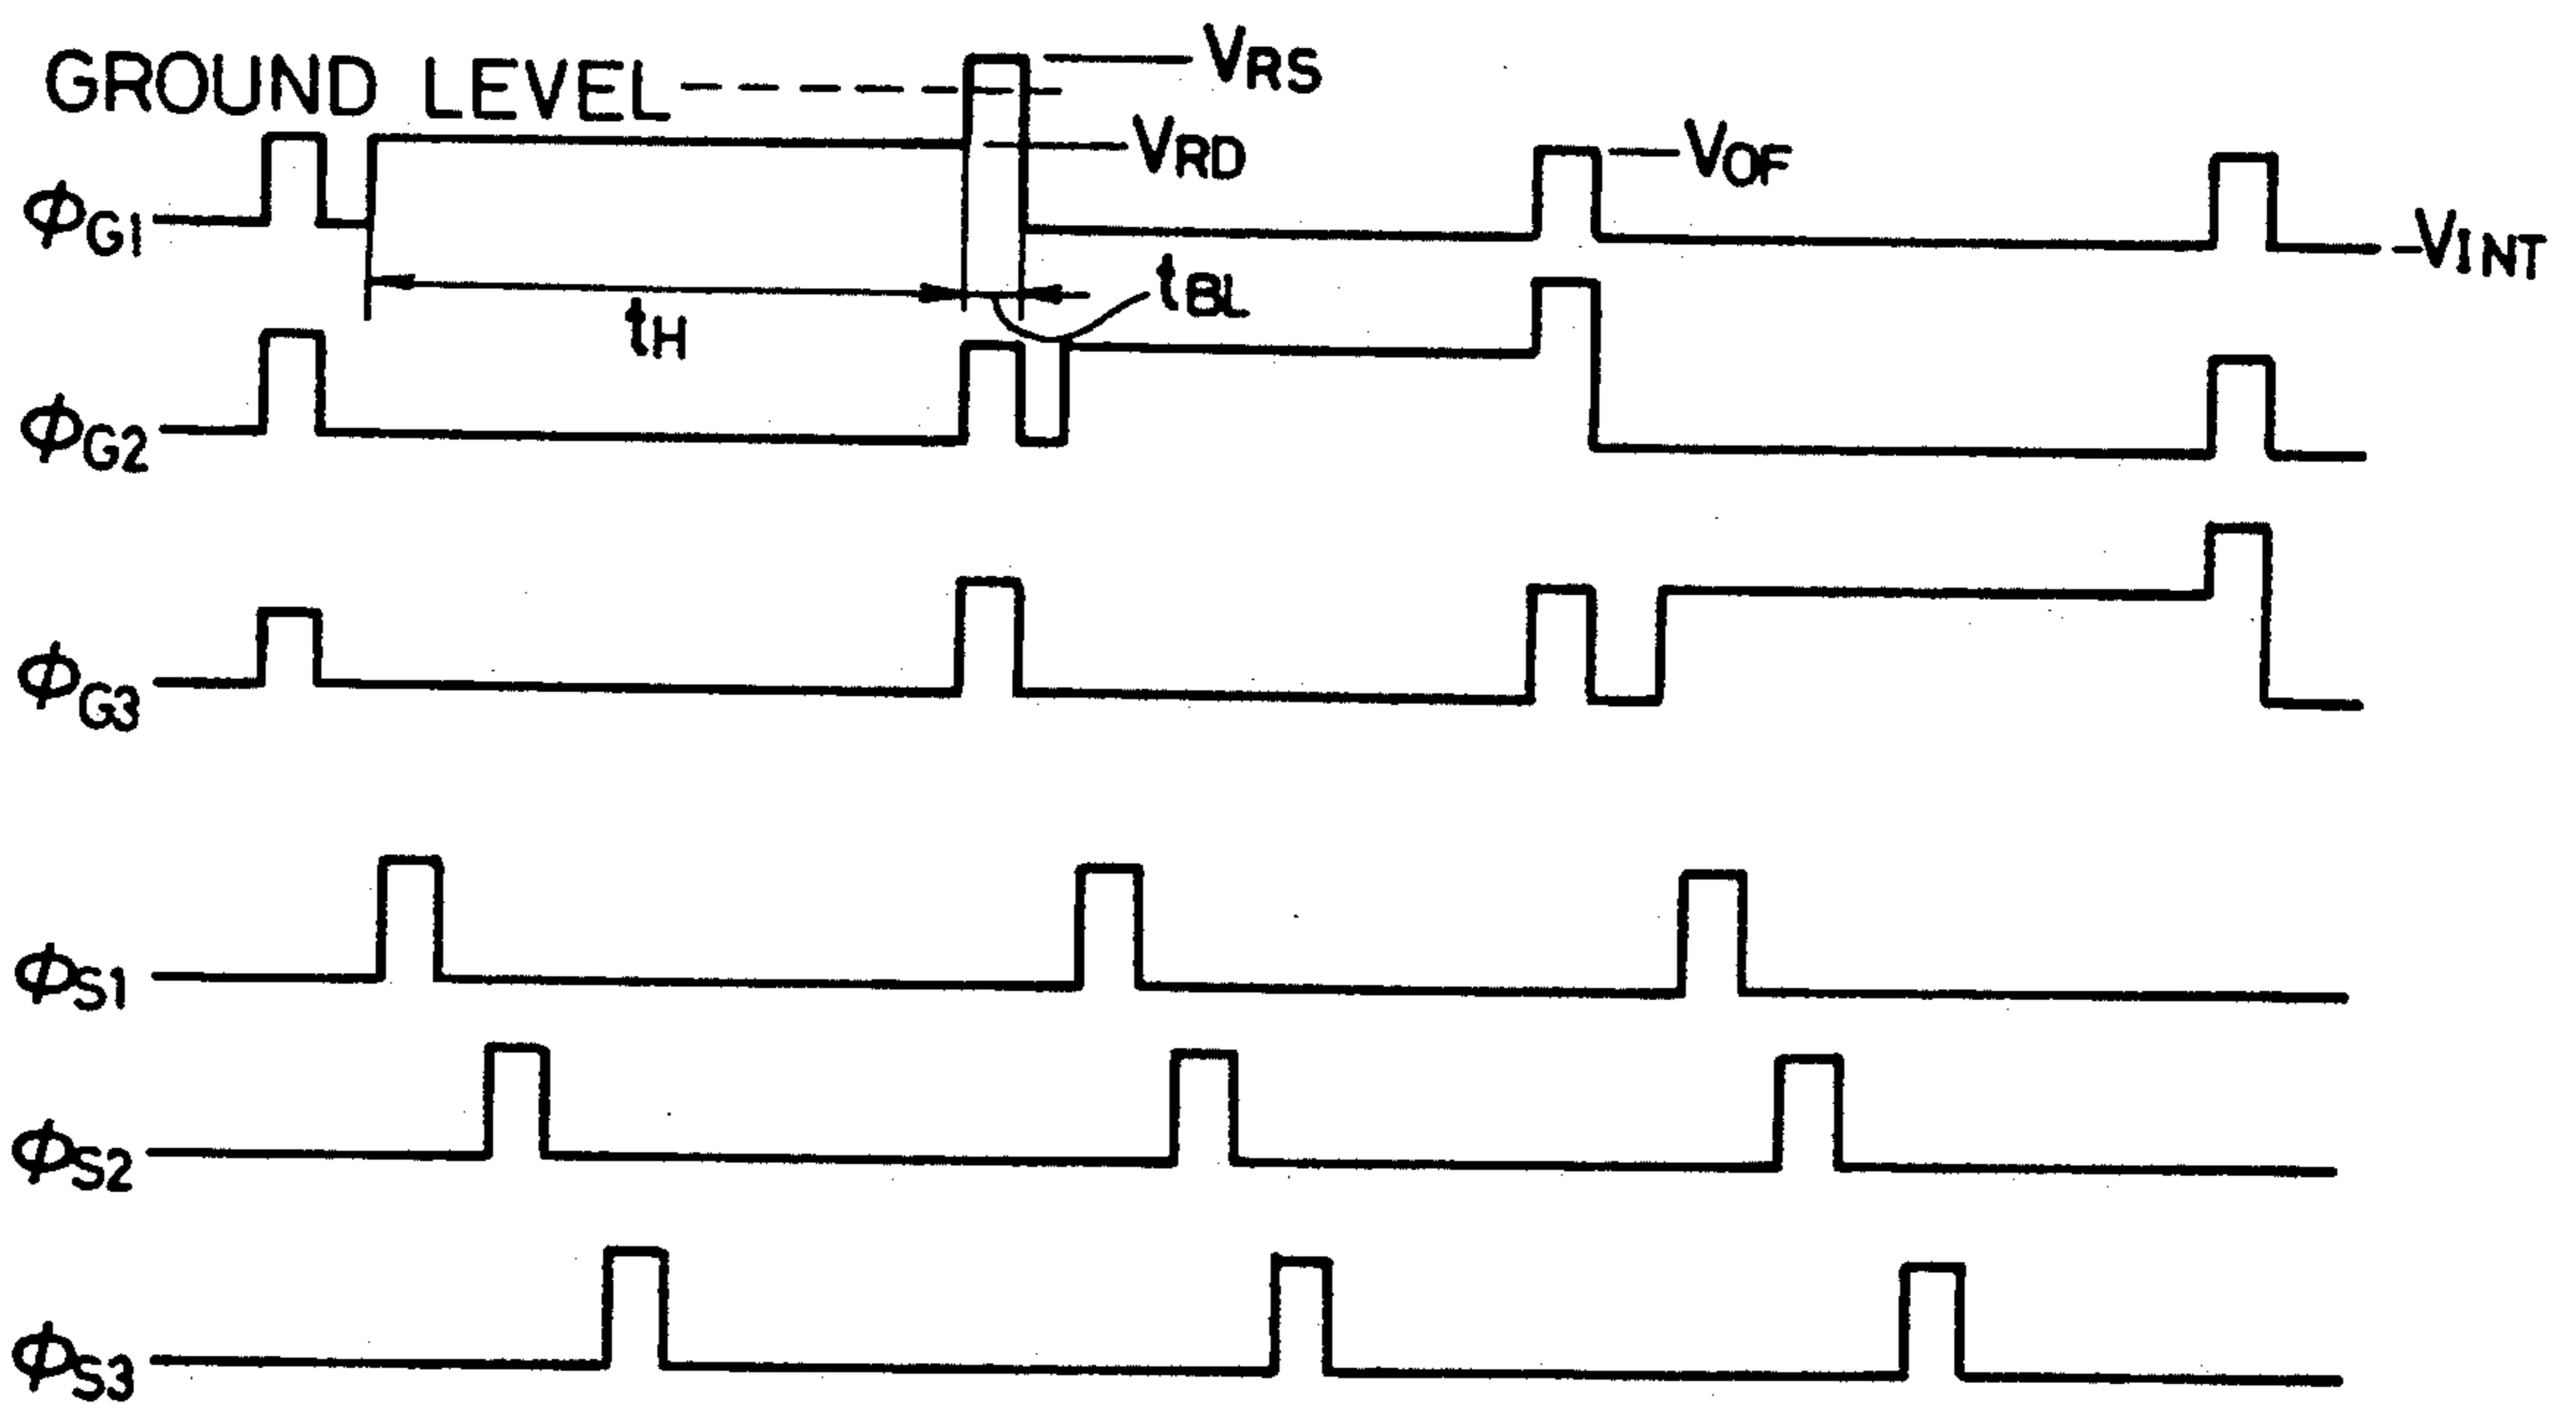 GROUND LEVEL
VRS
VRD
VOF
φG1
VINT
tH
tBL
φG2
φG3
φS1
φS2
φS3